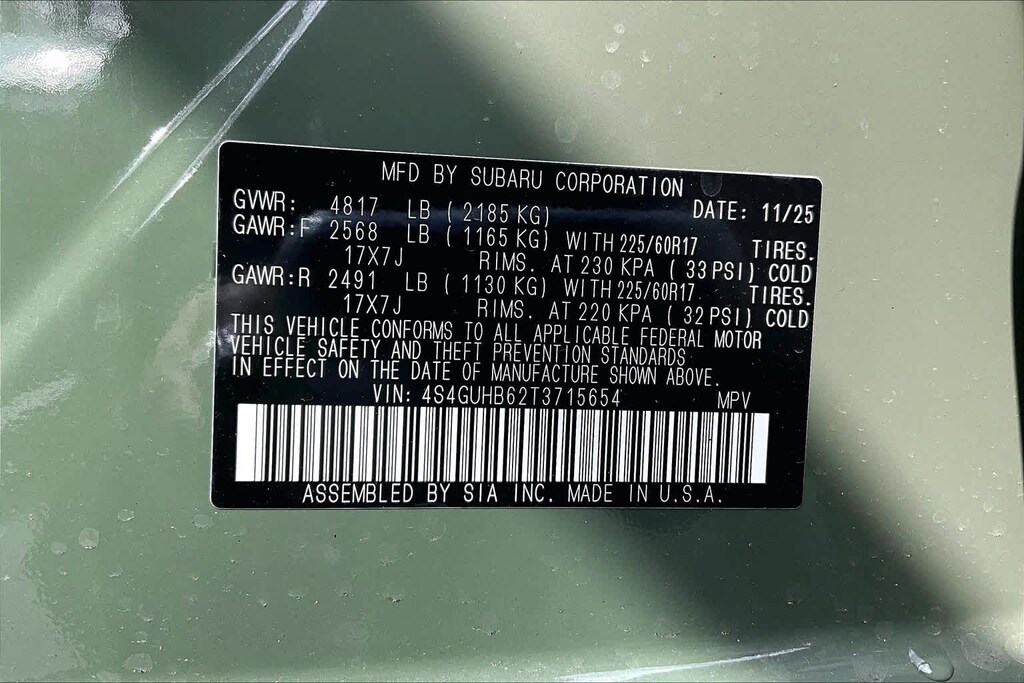 MFD BY SUBARU CORPORATION
GVWR: 4817 LB ( 2185 KG) DATE: 11/25
GAWR:F 2568 LB ( 1165 KG) WITH 225/60R17 TIRES.
17X7J RIMS. AT 230 KPA ( 33 PSI) COLD
GAWR:R 2491 LB ( 1130 KG) WITH 225/60R17 TIRES.
17X7J RIMS. AT 220 KPA ( 32 PSI) COLD
THIS VEHICLE CONFORMS TO ALL APPLICABLE FEDERAL MOTOR
VEHICLE SAFETY AND THEFT PREVENTION STANDARDS
IN EFFECT ON THE DATE OF MANUFACTURE SHOWN ABOVE.
VIN: 4S4GUHB62T3715654 MPV
ASSEMBLED BY SIA INC. MADE IN U.S.A.